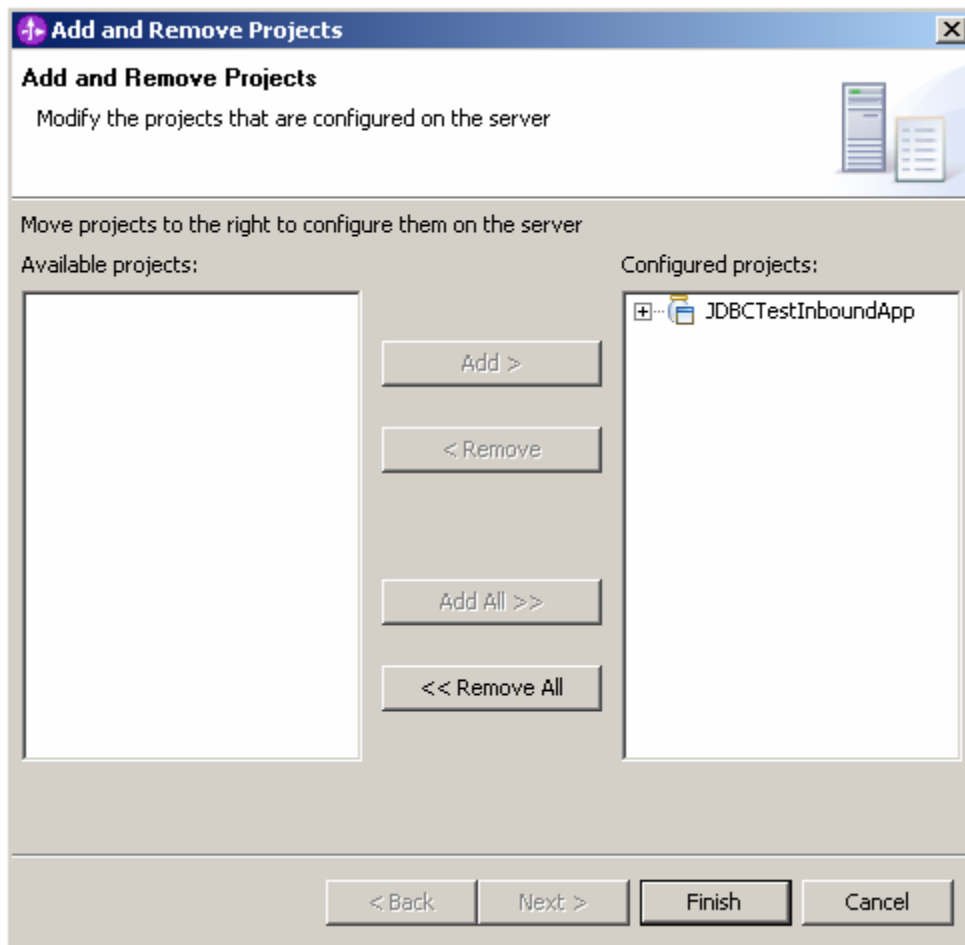 Add and Remove Projects
Add and Remove Projects
Modify the projects that are configured on the server
Move projects to the right to configure them on the server
Available projects:
Configured projects:
JDBCTestInboundApp
Add >
< Remove
Add All >>
<< Remove All
< Back
Next >
Finish
Cancel